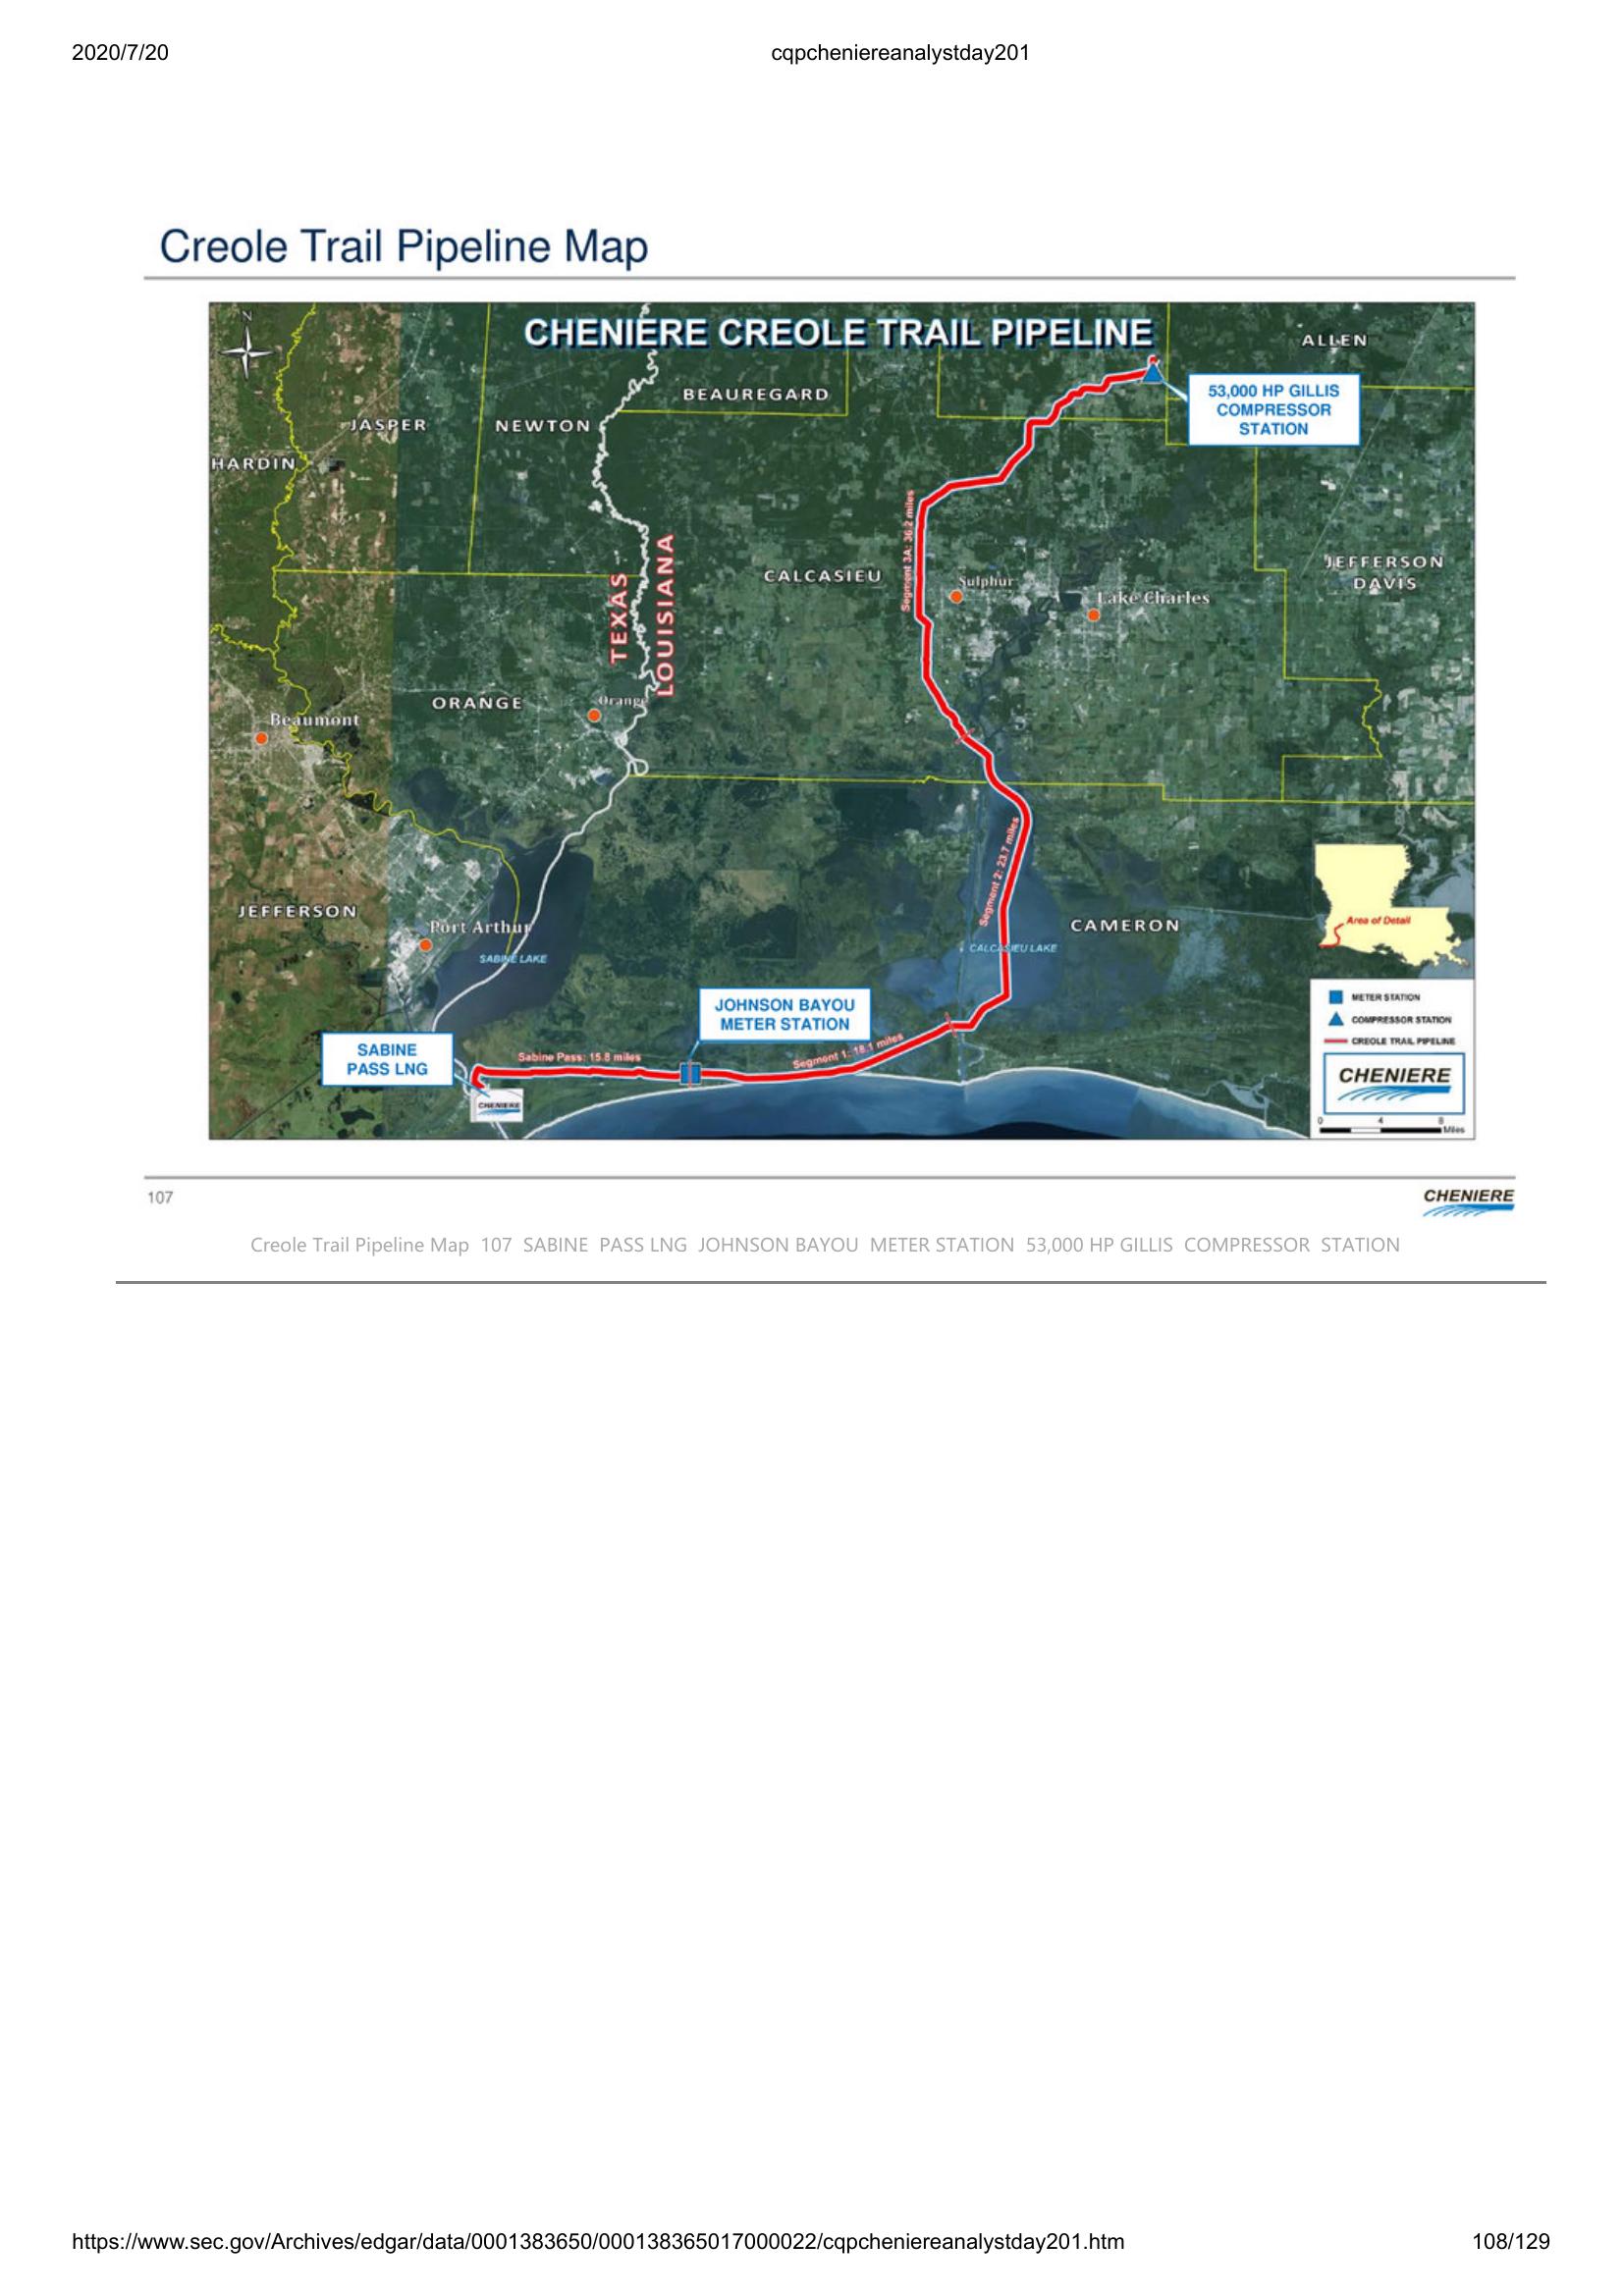 2020/7/20
cqpcheniereanalystday201
Creole Trail Pipeline Map
N
CHENIERE CREOLE TRAIL PIPELINE
ALLEN
BEAUREGARD
53,000 HP GILLIS
COMPRESSOR
STATION
JASPER
NEWTON
HARDIN
Segment 3A: 36.2 miles
TEXAS
LOUISIANA
CALCASIEU
Sulphur
Lake Charles
JEFFERSON
DAVIS
ORANGE
Orange
Beaumont
Segment 2: 23.7 miles
JEFFERSON
Port Arthur
SABINE LAKE
CALCASIEU LAKE
CAMERON
Area of Detail
JOHNSON BAYOU
METER STATION
SABINE
PASS LNG
Sabine Pass: 15.8 miles
Segment 1: 18.1 miles
CHENIERE
METER STATION
COMPRESSOR STATION
CREOLE TRAIL PIPELINE
CHENIERE
0 4 8
Miles
107
CHENIERE
Creole Trail Pipeline Map 107 SABINE PASS LNG JOHNSON BAYOU METER STATION 53,000 HP GILLIS COMPRESSOR STATION
https://www.sec.gov/Archives/edgar/data/0001383650/000138365017000022/cqpcheniereanalystday201.htm
108/129